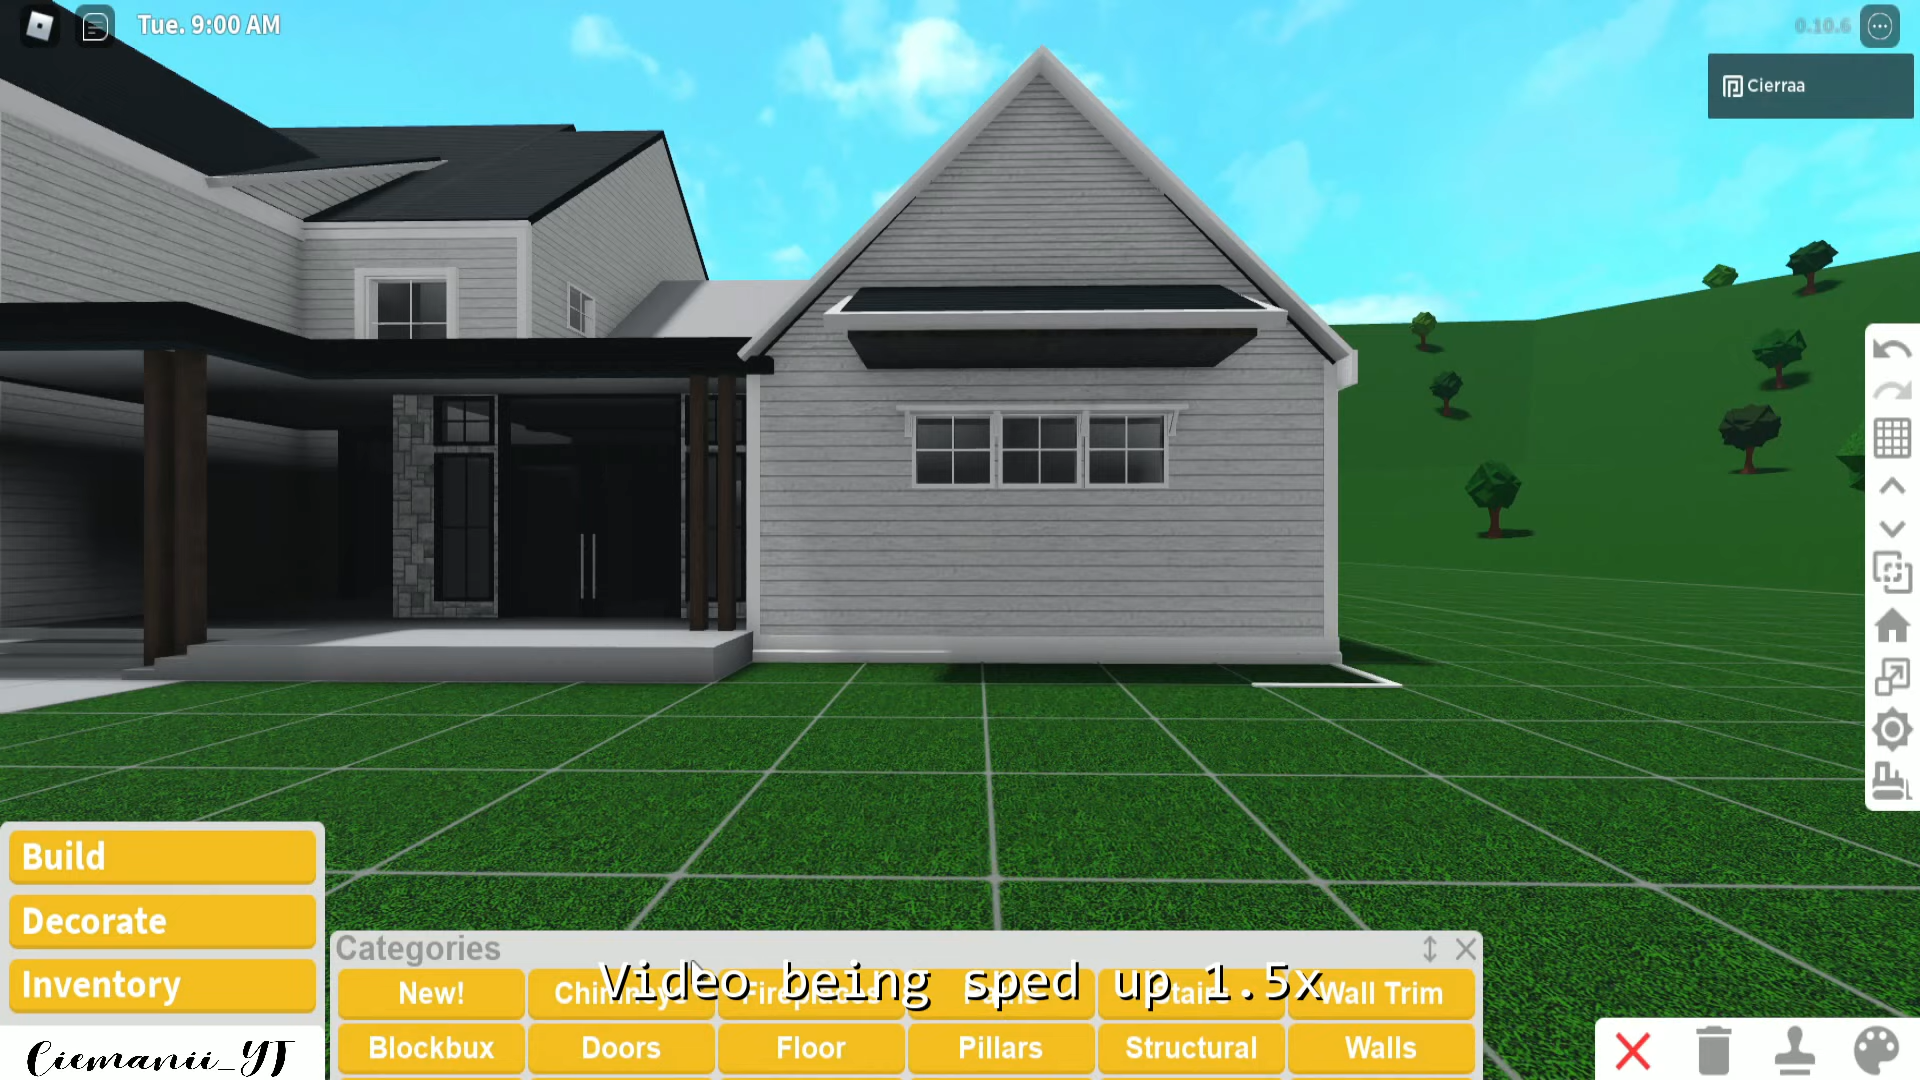 Tue. 9:00 AM
0.10.6
Cierraa
Build
Decorate
Inventory
Categories
New!
Video being sped up 1.5x
Wall Trim
Blockbux
Doors
Floor
Pillars
Structural
Walls
Ciemanii_YT